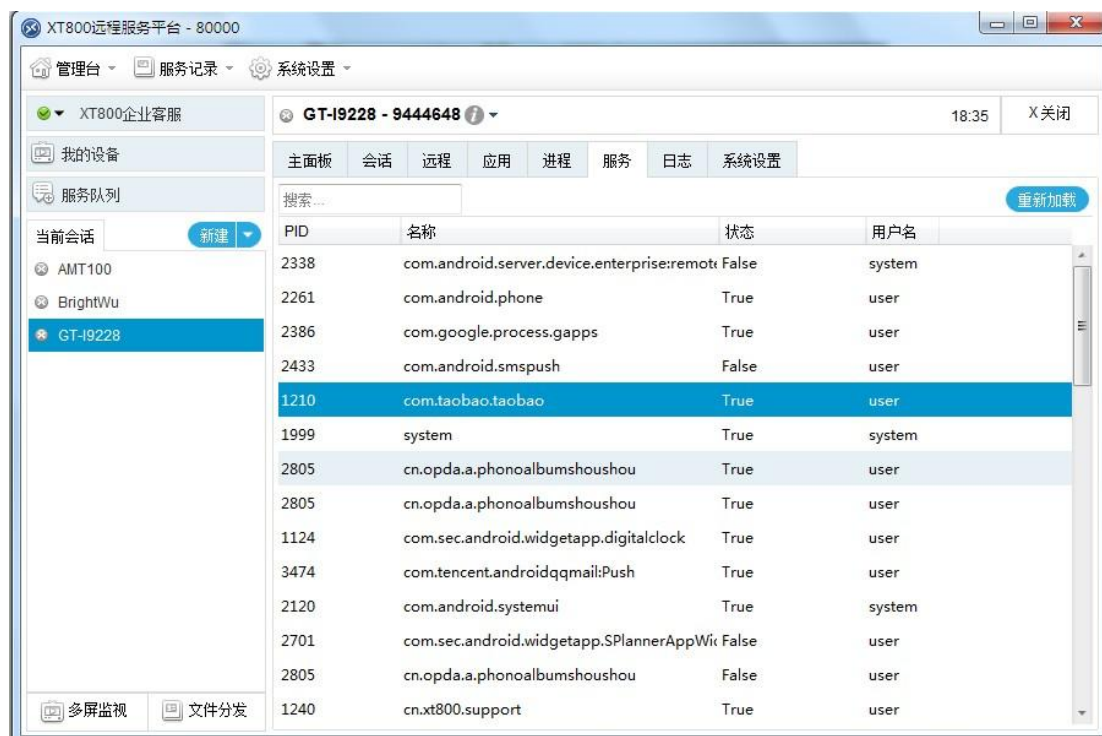 XT800远程服务平台 - 80000
管理台 服务记录 系统设置
XT800企业客服
GT-I9228 - 9444648 18:35 X关闭
我的设备
主面板 会话 远程 应用 进程 服务 日志 系统设置
服务队列
搜索... 重新加载
当前会话 新建
PID 名称 状态 用户名
AMT100
BrightWu
GT-I9228
2338 com.android.server.device.enterprise:remot False system
2261 com.android.phone True user
2386 com.google.process.gapps True user
2433 com.android.smspush False user
1210 com.taobao.taobao True user
1999 system True system
2805 cn.opda.a.phonoalbumshoushou True user
2805 cn.opda.a.phonoalbumshoushou True user
1124 com.sec.android.widgetapp.digitalclock True user
3474 com.tencent.androidqqmail:Push True user
2120 com.android.systemui True system
2701 com.sec.android.widgetapp.SPlannerAppWi False user
2805 cn.opda.a.phonoalbumshoushou False user
1240 cn.xt800.support True user
多屏监视 文件分发